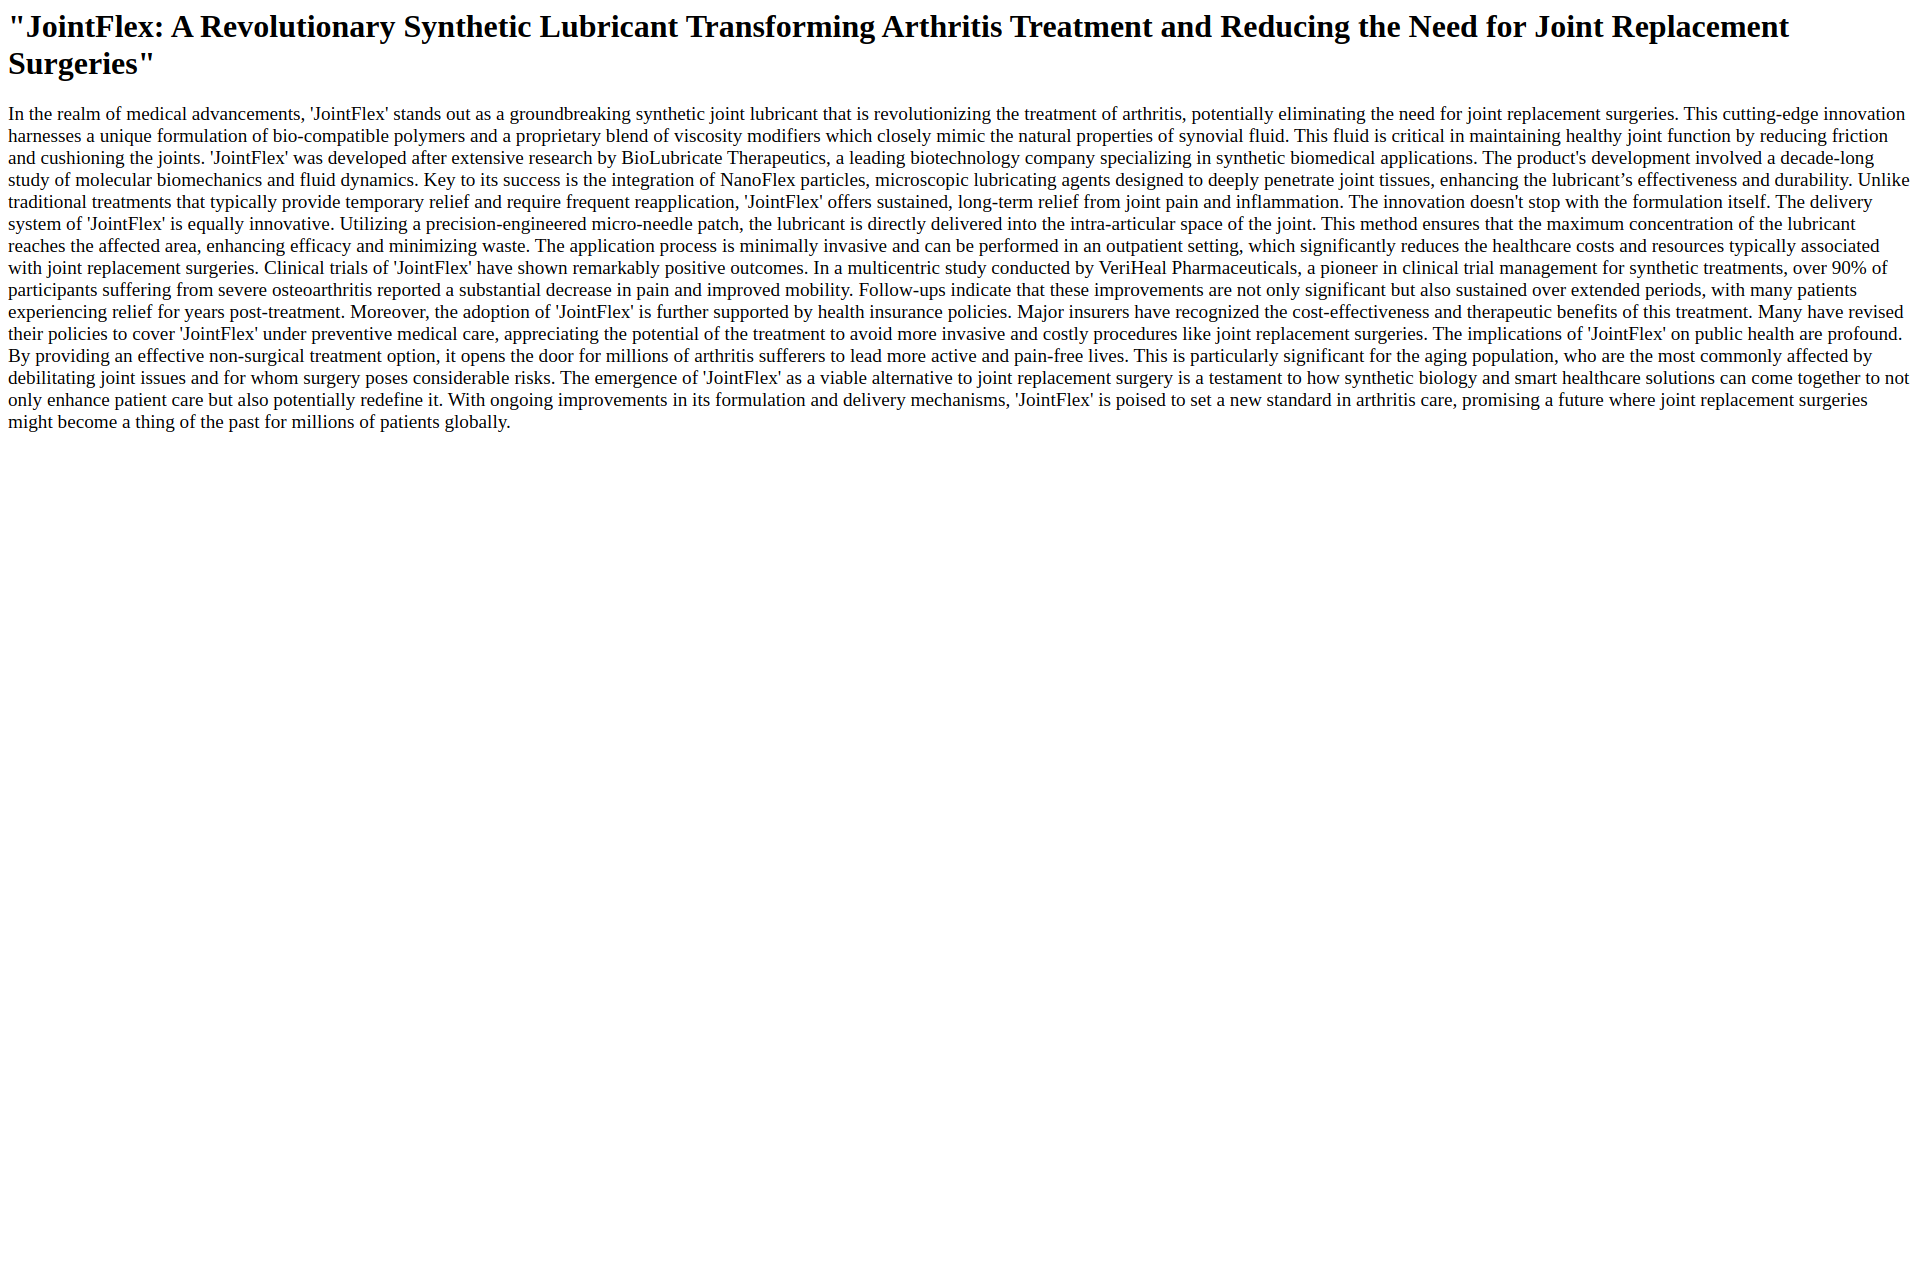 "JointFlex: A Revolutionary Synthetic Lubricant Transforming Arthritis Treatment and Reducing the Need for Joint Replacement
Surgeries"
In the realm of medical advancements, 'JointFlex' stands out as a groundbreaking synthetic joint lubricant that is revolutionizing the treatment of arthritis, potentially eliminating the need for joint replacement surgeries. This cutting-edge innovation
harnesses a unique formulation of bio-compatible polymers and a proprietary blend of viscosity modifiers which closely mimic the natural properties of synovial fluid. This fluid is critical in maintaining healthy joint function by reducing friction
and cushioning the joints. 'JointFlex' was developed after extensive research by BioLubricate Therapeutics, a leading biotechnology company specializing in synthetic biomedical applications. The product's development involved a decade-long
study of molecular biomechanics and fluid dynamics. Key to its success is the integration of NanoFlex particles, microscopic lubricating agents designed to deeply penetrate joint tissues, enhancing the lubricant’s effectiveness and durability. Unlike
traditional treatments that typically provide temporary relief and require frequent reapplication, 'JointFlex' offers sustained, long-term relief from joint pain and inflammation. The innovation doesn't stop with the formulation itself. The delivery
system of 'JointFlex' is equally innovative. Utilizing a precision-engineered micro-needle patch, the lubricant is directly delivered into the intra-articular space of the joint. This method ensures that the maximum concentration of the lubricant
reaches the affected area, enhancing efficacy and minimizing waste. The application process is minimally invasive and can be performed in an outpatient setting, which significantly reduces the healthcare costs and resources typically associated
with joint replacement surgeries. Clinical trials of 'JointFlex' have shown remarkably positive outcomes. In a multicentric study conducted by VeriHeal Pharmaceuticals, a pioneer in clinical trial management for synthetic treatments, over 90% of
participants suffering from severe osteoarthritis reported a substantial decrease in pain and improved mobility. Follow-ups indicate that these improvements are not only significant but also sustained over extended periods, with many patients
experiencing relief for years post-treatment. Moreover, the adoption of 'JointFlex' is further supported by health insurance policies. Major insurers have recognized the cost-effectiveness and therapeutic benefits of this treatment. Many have revised
their policies to cover 'JointFlex' under preventive medical care, appreciating the potential of the treatment to avoid more invasive and costly procedures like joint replacement surgeries. The implications of 'JointFlex' on public health are profound.
By providing an effective non-surgical treatment option, it opens the door for millions of arthritis sufferers to lead more active and pain-free lives. This is particularly significant for the aging population, who are the most commonly affected by
debilitating joint issues and for whom surgery poses considerable risks. The emergence of 'JointFlex' as a viable alternative to joint replacement surgery is a testament to how synthetic biology and smart healthcare solutions can come together to not
only enhance patient care but also potentially redefine it. With ongoing improvements in its formulation and delivery mechanisms, 'JointFlex' is poised to set a new standard in arthritis care, promising a future where joint replacement surgeries
might become a thing of the past for millions of patients globally.